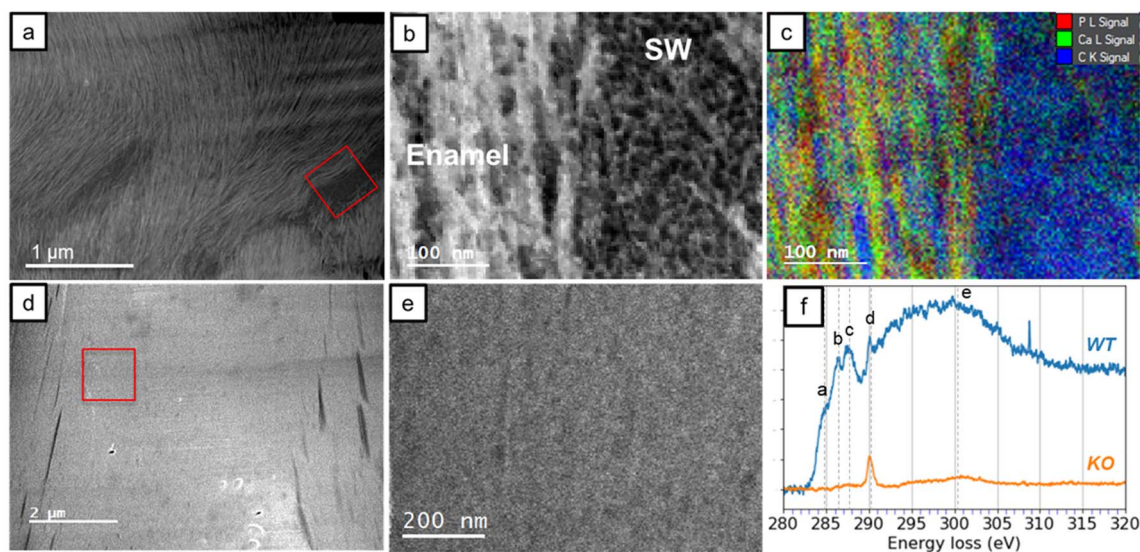 a
1 µm
b
SW
Enamel
100 nm
c
P L Signal
Ca L Signal
C K Signal
100 nm
d
2 µm
e
200 nm
f
a
b
c
d
e
WT
KO
280 285 290 295 300 305 310 315 320
Energy loss (eV)